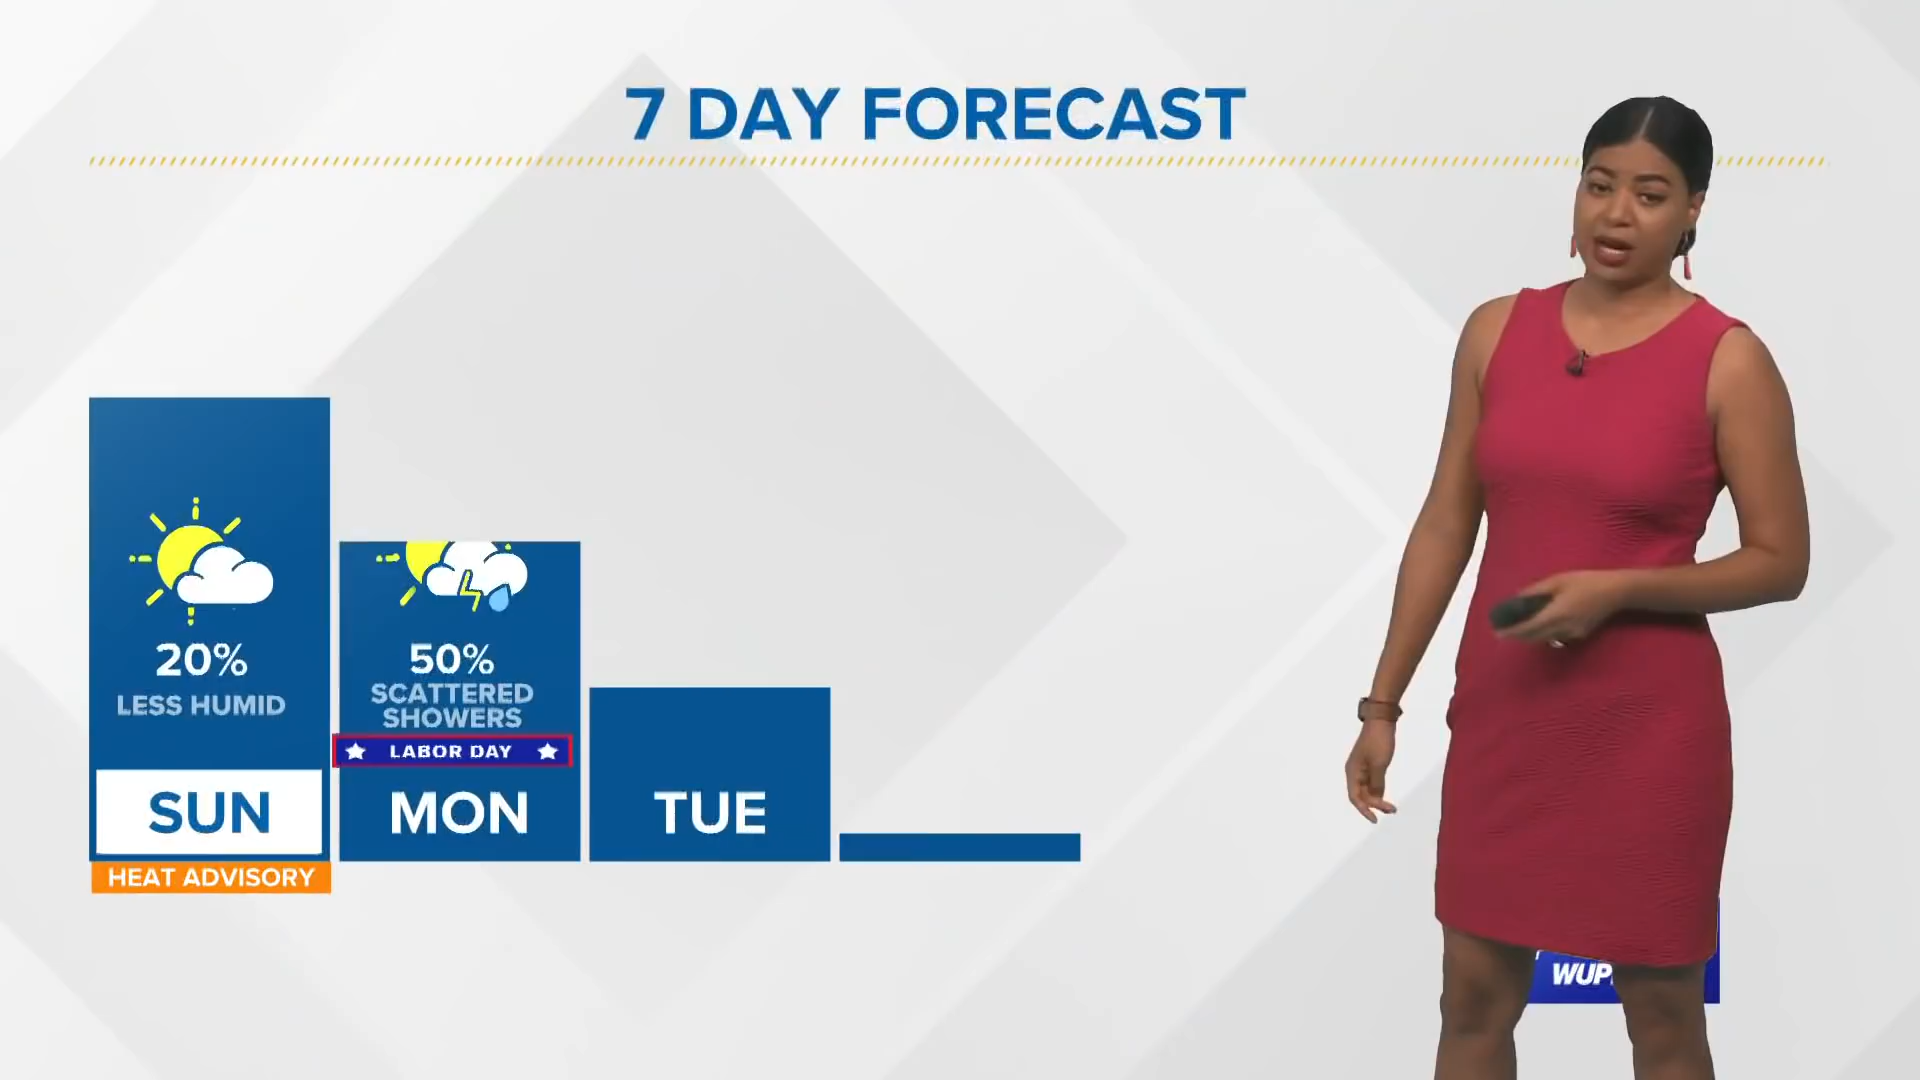 7 DAY FORECAST
20%
LESS HUMID
SUN
HEAT ADVISORY
50%
SCATTERED
SHOWERS
LABOR DAY
MON
TUE